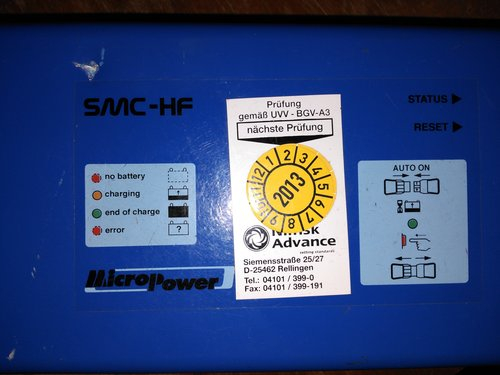 SMC-HF
STATUS
RESET
Prüfung
gemäß UVV - BGV-A3
nächste Prüfung
1 2 3 4 5 6 7 8 9 12
2013
Advance
setting standards
Siemensstraße 25/27
D-25462 Rellingen
Tel.: 04101 / 399-0
Fax: 04101 / 399-191
no battery
charging
end of charge
error
?
Micropower
AUTO ON